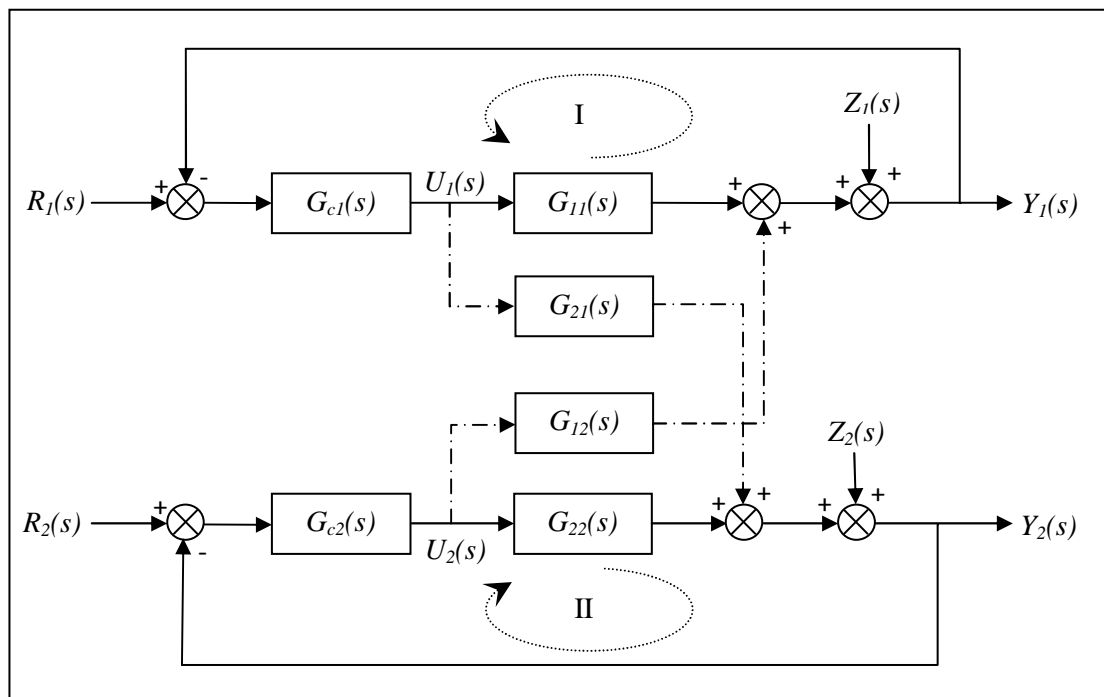 I
Z1(s)
+ - U1(s) + + + +
R1(s) Gc1(s) G11(s) Y1(s)
+
G21(s)
G12(s)
Z2(s)
+ + + + +
R2(s) Gc2(s) G22(s) Y2(s)
- U2(s)
II